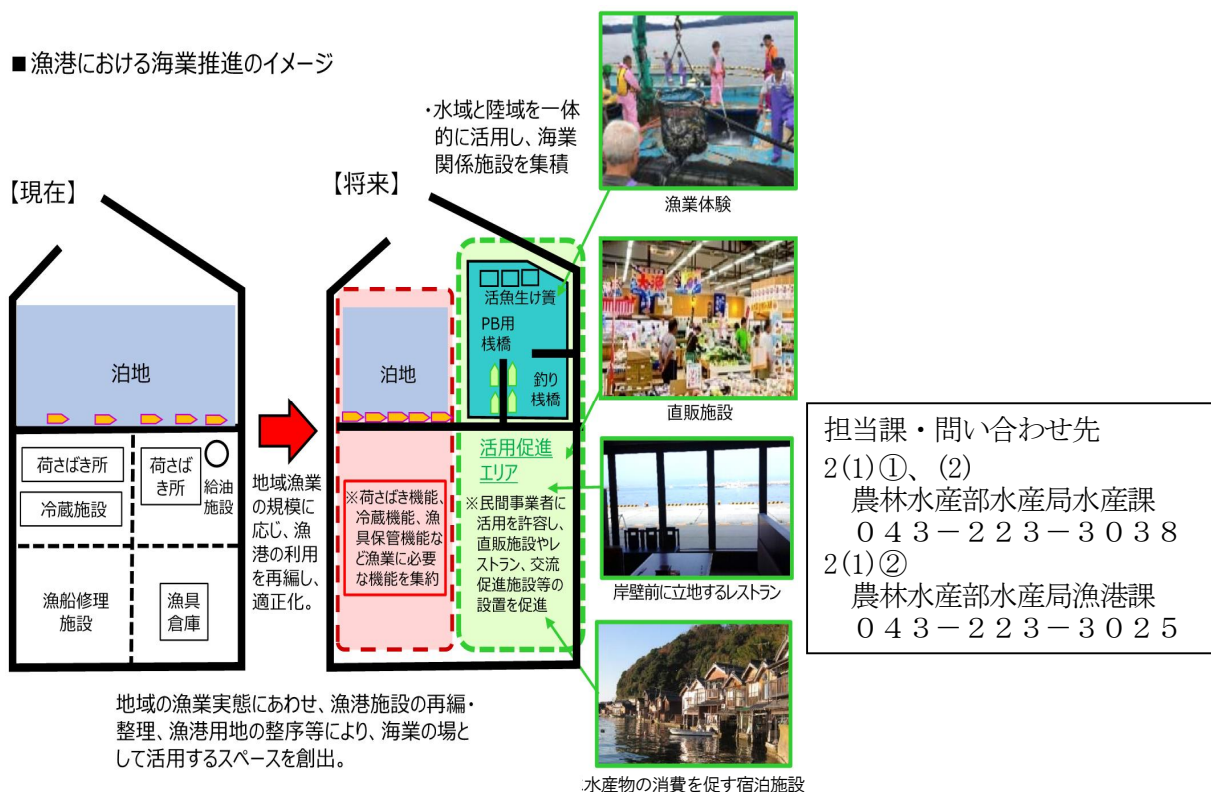 ■漁港における海業推進のイメージ
・水域と陸域を一体
的に活用し、海業
関係施設を集積
【現在】
泊地
荷さばき所
冷蔵施設
荷さば
き所
給油
施設
漁船修理
施設
漁具
倉庫
地域漁業
の規模に
応じ、漁
港の利用
を再編し、
適正化。
【将来】
泊地
※荷さばき機能、
冷蔵機能、漁
具保管機能な
ど漁業に必要
な機能を集約
活魚生け簀
PB用
桟橋
釣り
桟橋
活用促進
エリア
※民間事業者に
活用を許容し、
直販施設やレ
ストラン、交流
促進施設等の
設置を促進
漁業体験
直販施設
岸壁前に立地するレストラン
水産物の消費を促す宿泊施設
地域の漁業実態にあわせ、漁港施設の再編・
整理、漁港用地の整序等により、海業の場と
して活用するスペースを創出。
担当課・問い合わせ先
2(1)①、(2)
農林水産部水産局水産課
０４３－２２３－３０３８
2(1)②
農林水産部水産局漁港課
０４３－２２３－３０２５